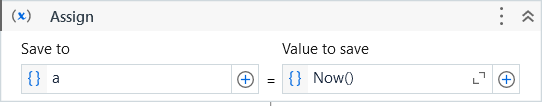 (x) Assign
Save to Value to save
{} a = {} Now()